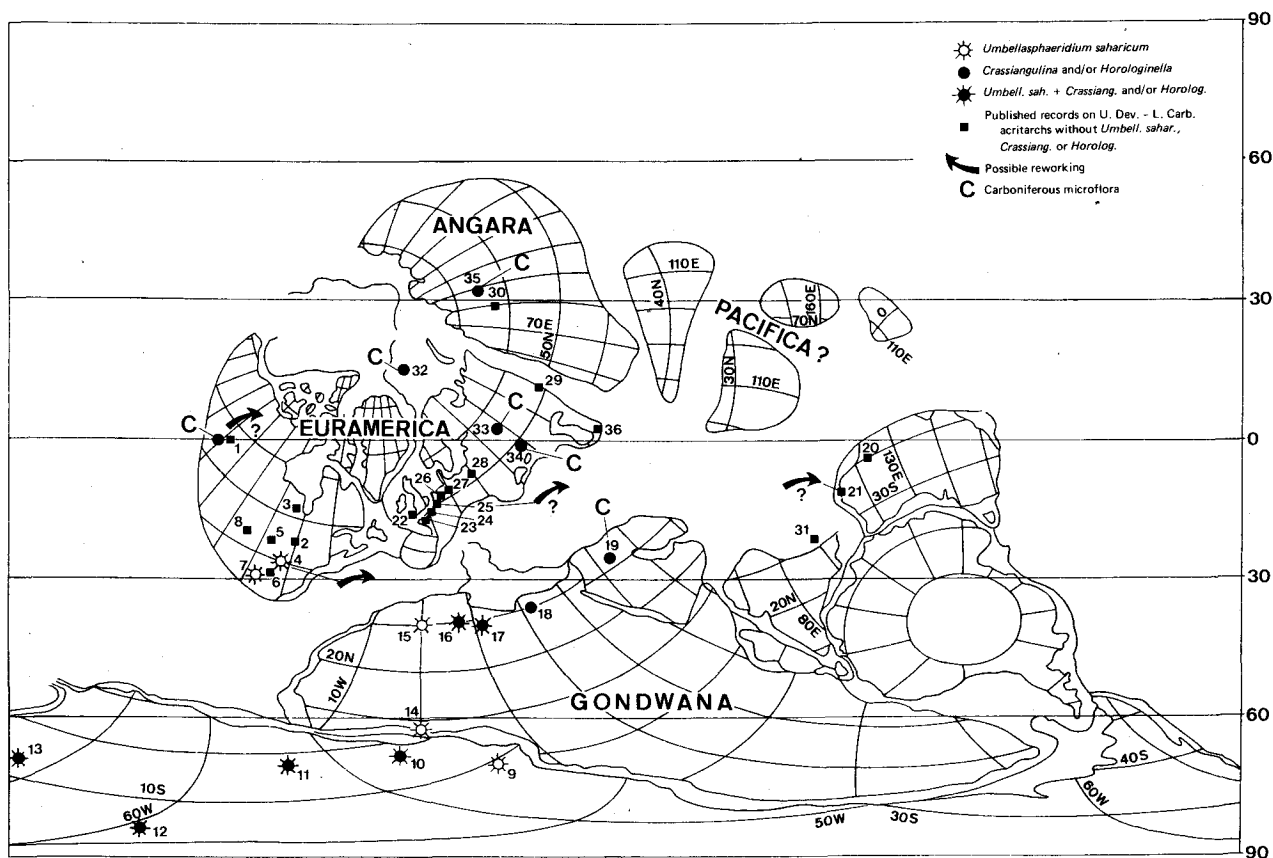 90
Umbellasphaeridium saharicum
Crassiangulina and/or Horologinella
Umbell. sah. + Crassiang. and/or Horolog.
Published records on U. Dev. - L. Carb.
acritarchs without Umbell. sahar.,
Crassiang. or Horolog.
Possible reworking
C Carboniferous microflora
60
ANGARA
C
35
30
110E
40N
PACIFICA ?
160E
70N
0
110E
30
70E
50N
30N
110E
C
32
29
C
EURAMERICA
C
33
36
0
1
?
34
C
28
26
27
25
24
23
22
?
3
8
5
2
4
7
6
20
130E
30S
21
?
31
C
19
20N
80E
30
18
15
16
17
20N
10W
GONDWANA
14
60
13
11
10
9
10S
60W
12
50W
30S
40S
60W
90